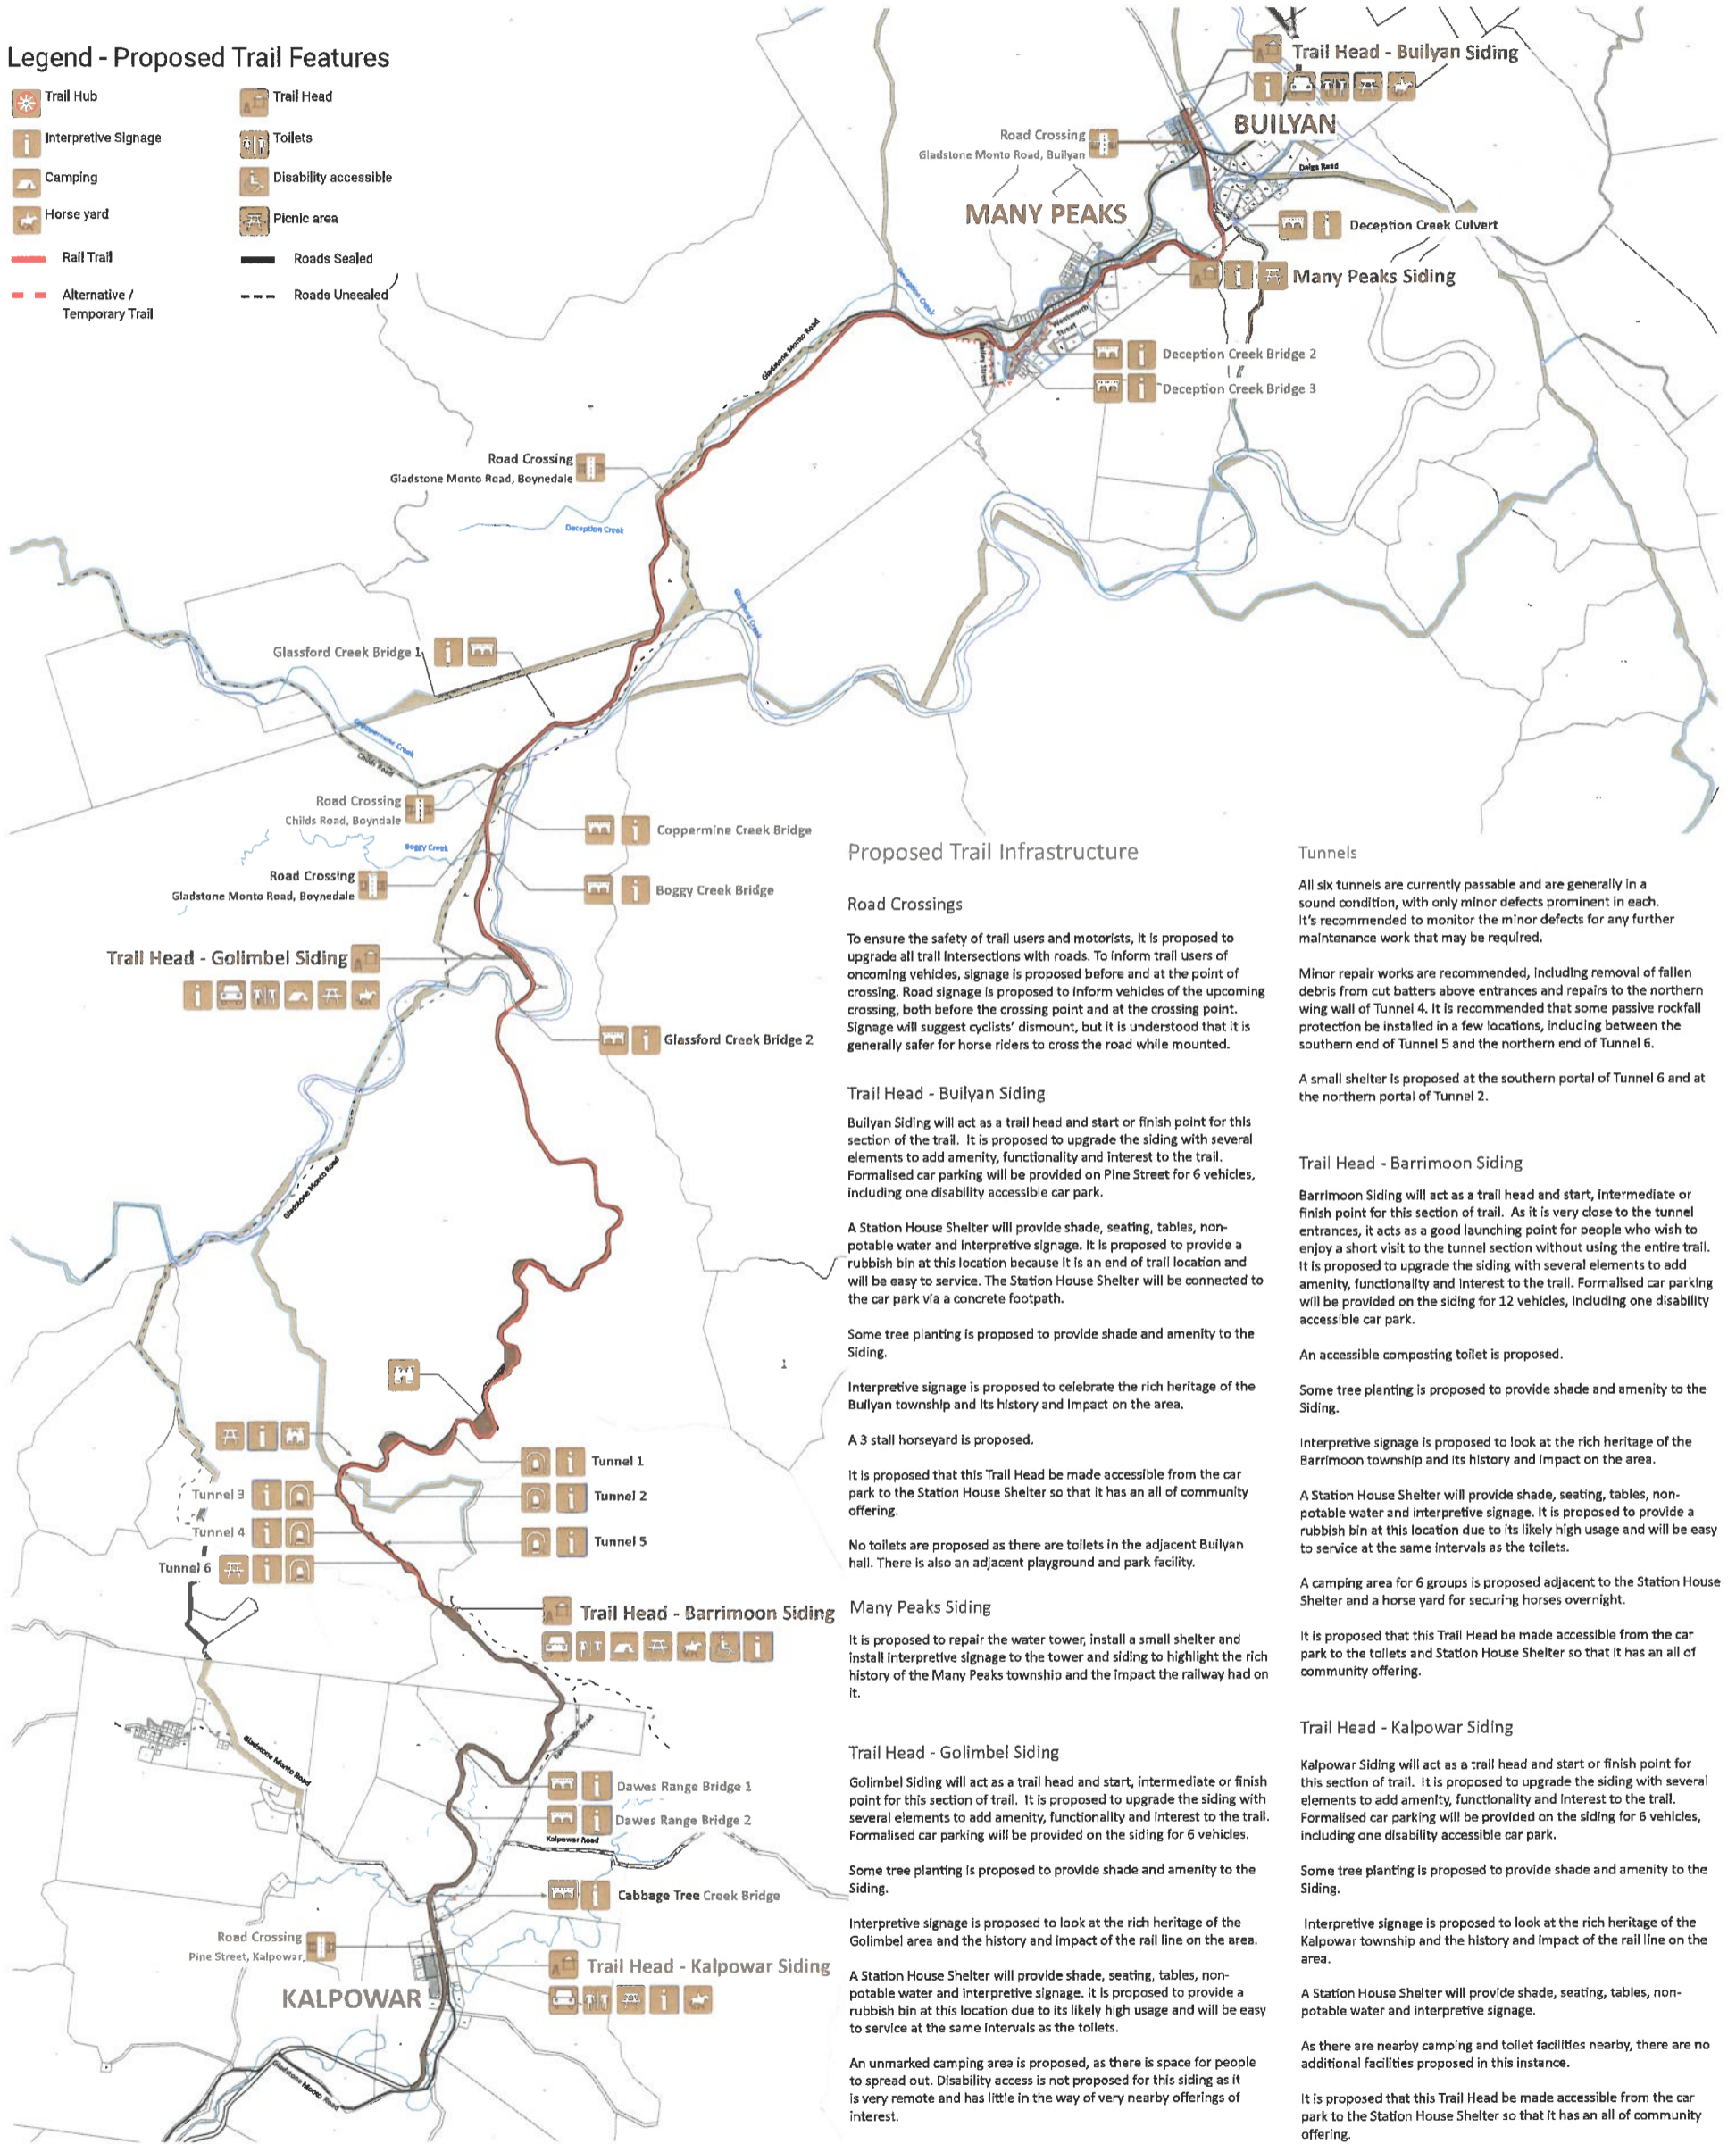 Legend - Proposed Trail Features
Trail Hub
Trail Head
Interpretive Signage
Toilets
Camping
Disability accessible
Horse yard
Picnic area
Rail Trail
Roads Sealed
Alternative /
Temporary Trail
Roads Unsealed
Trail Head - Builyan Siding
BUILYAN
Road Crossing
Gladstone Monto Road, Builyan
Dalga Road
MANY PEAKS
Deception Creek Culvert
Many Peaks Siding
Deception Creek
Wentworth
Street
Gladstone Monto Road
Deception Creek Bridge 2
Deception Creek Bridge 3
Road Crossing
Gladstone Monto Road, Boynedale
Deception Creek
Glassford Creek
Glassford Creek Bridge 1
Coppermine Creek
Childs Road
Road Crossing
Childs Road, Boyndale
Coppermine Creek Bridge
Boggy Creek
Road Crossing
Gladstone Monto Road, Boynedale
Boggy Creek Bridge
Trail Head - Golimbel Siding
Glassford Creek Bridge 2
Gladstone Monto Road
Tunnel 1
Tunnel 3
Tunnel 2
Tunnel 4
Tunnel 5
Tunnel 6
Trail Head - Barrimoon Siding
Barrimoon Road
Gladstone Monto Road
Dawes Range Bridge 1
Dawes Range Bridge 2
Kalpowar Road
Cabbage Tree Creek Bridge
Road Crossing
Pine Street, Kalpowar
Trail Head - Kalpowar Siding
KALPOWAR
Gladstone Monto Road
Proposed Trail Infrastructure
Road Crossings
To ensure the safety of trail users and motorists, it is proposed to
upgrade all trail intersections with roads. To inform trail users of
oncoming vehicles, signage is proposed before and at the point of
crossing. Road signage is proposed to inform vehicles of the upcoming
crossing, both before the crossing point and at the crossing point.
Signage will suggest cyclists' dismount, but it is understood that it is
generally safer for horse riders to cross the road while mounted.
Trail Head - Builyan Siding
Builyan Siding will act as a trail head and start or finish point for this
section of the trail. It is proposed to upgrade the siding with several
elements to add amenity, functionality and interest to the trail.
Formalised car parking will be provided on Pine Street for 6 vehicles,
including one disability accessible car park.
A Station House Shelter will provide shade, seating, tables, non-
potable water and interpretive signage. It is proposed to provide a
rubbish bin at this location because it is an end of trail location and
will be easy to service. The Station House Shelter will be connected to
the car park via a concrete footpath.
Some tree planting is proposed to provide shade and amenity to the
Siding.
Interpretive signage is proposed to celebrate the rich heritage of the
Builyan township and its history and impact on the area.
A 3 stall horseyard is proposed.
It is proposed that this Trail Head be made accessible from the car
park to the Station House Shelter so that it has an all of community
offering.
No toilets are proposed as there are toilets in the adjacent Builyan
hall. There is also an adjacent playground and park facility.
Many Peaks Siding
It is proposed to repair the water tower, install a small shelter and
install interpretive signage to the tower and siding to highlight the rich
history of the Many Peaks township and the impact the railway had on
it.
Trail Head - Golimbel Siding
Golimbel Siding will act as a trail head and start, intermediate or finish
point for this section of trail. It is proposed to upgrade the siding with
several elements to add amenity, functionality and interest to the trail.
Formalised car parking will be provided on the siding for 6 vehicles.
Some tree planting is proposed to provide shade and amenity to the
Siding.
Interpretive signage is proposed to look at the rich heritage of the
Golimbel area and the history and impact of the rail line on the area.
A Station House Shelter will provide shade, seating, tables, non-
potable water and interpretive signage. It is proposed to provide a
rubbish bin at this location due to its likely high usage and will be easy
to service at the same intervals as the toilets.
An unmarked camping area is proposed, as there is space for people
to spread out. Disability access is not proposed for this siding as it
is very remote and has little in the way of very nearby offerings of
interest.
Tunnels
All six tunnels are currently passable and are generally in a
sound condition, with only minor defects prominent in each.
It's recommended to monitor the minor defects for any further
maintenance work that may be required.
Minor repair works are recommended, including removal of fallen
debris from cut batters above entrances and repairs to the northern
wing wall of Tunnel 4. It is recommended that some passive rockfall
protection be installed in a few locations, including between the
southern end of Tunnel 5 and the northern end of Tunnel 6.
A small shelter is proposed at the southern portal of Tunnel 6 and at
the northern portal of Tunnel 2.
Trail Head - Barrimoon Siding
Barrimoon Siding will act as a trail head and start, intermediate or
finish point for this section of trail. As it is very close to the tunnel
entrances, it acts as a good launching point for people who wish to
enjoy a short visit to the tunnel section without using the entire trail.
It is proposed to upgrade the siding with several elements to add
amenity, functionality and interest to the trail. Formalised car parking
will be provided on the siding for 12 vehicles, including one disability
accessible car park.
An accessible composting toilet is proposed.
Some tree planting is proposed to provide shade and amenity to the
Siding.
Interpretive signage is proposed to look at the rich heritage of the
Barrimoon township and its history and impact on the area.
A Station House Shelter will provide shade, seating, tables, non-
potable water and interpretive signage. It is proposed to provide a
rubbish bin at this location due to its likely high usage and will be easy
to service at the same intervals as the toilets.
A camping area for 6 groups is proposed adjacent to the Station House
Shelter and a horse yard for securing horses overnight.
It is proposed that this Trail Head be made accessible from the car
park to the toilets and Station House Shelter so that it has an all of
community offering.
Trail Head - Kalpowar Siding
Kalpowar Siding will act as a trail head and start or finish point for
this section of trail. It is proposed to upgrade the siding with several
elements to add amenity, functionality and interest to the trail.
Formalised car parking will be provided on the siding for 6 vehicles,
including one disability accessible car park.
Some tree planting is proposed to provide shade and amenity to the
Siding.
Interpretive signage is proposed to look at the rich heritage of the
Kalpowar township and the history and impact of the rail line on the
area.
A Station House Shelter will provide shade, seating, tables, non-
potable water and interpretive signage.
As there are nearby camping and toilet facilities nearby, there are no
additional facilities proposed in this instance.
It is proposed that this Trail Head be made accessible from the car
park to the Station House Shelter so that it has an all of community
offering.